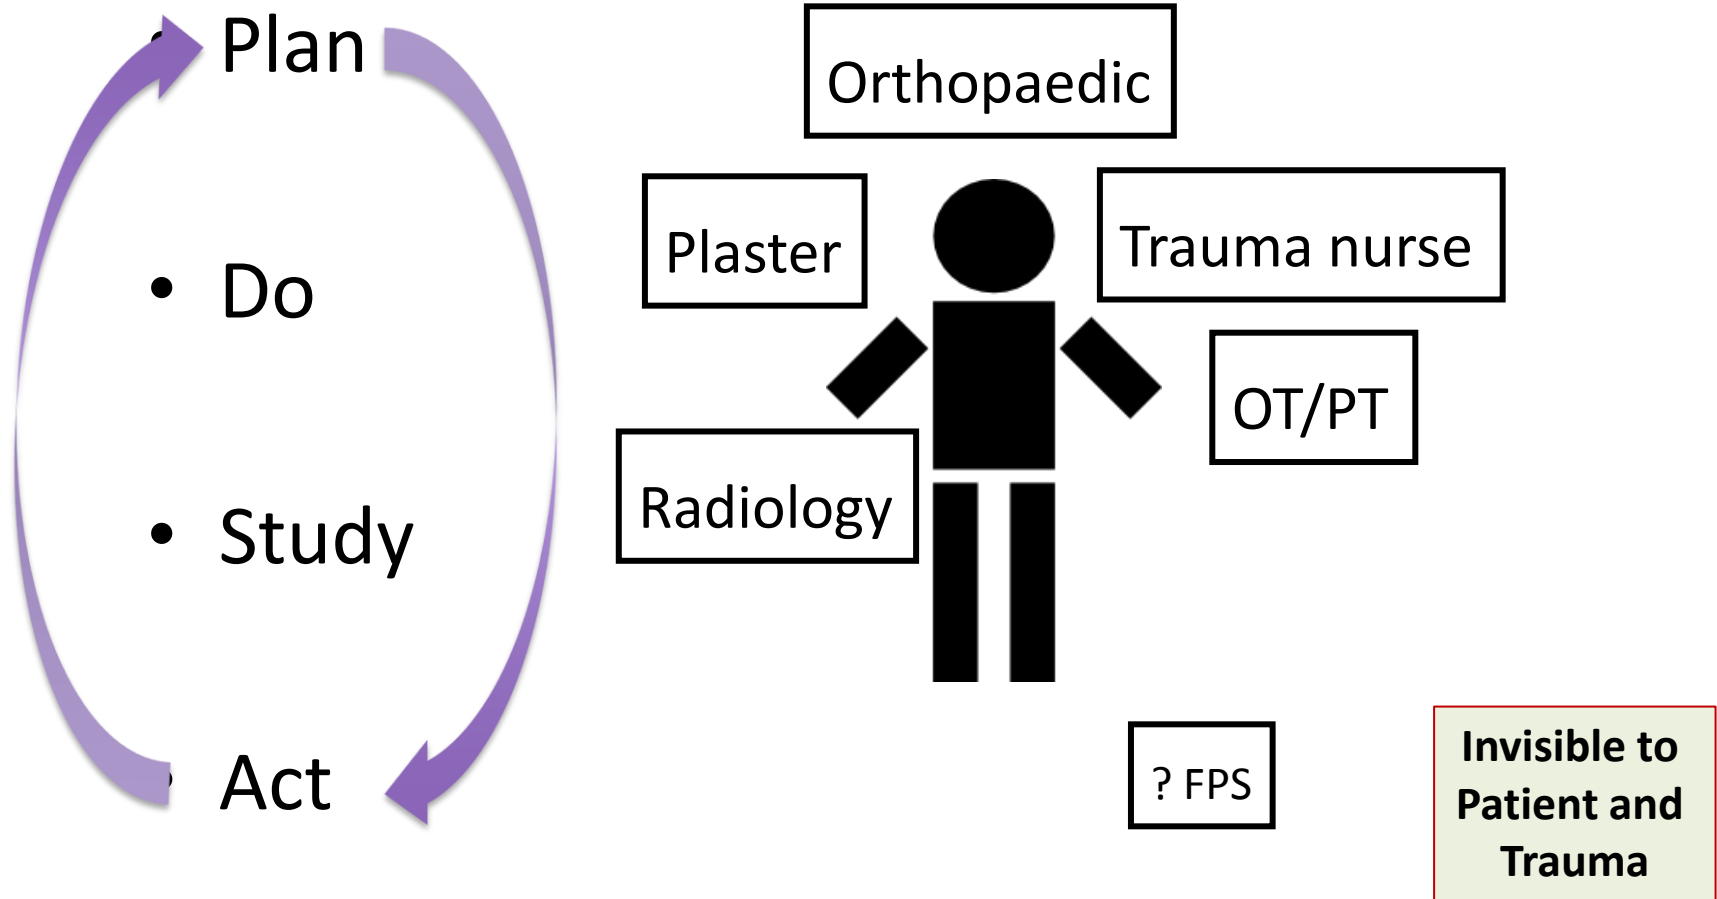 • Plan
• Do
• Study
• Act
Orthopaedic
Plaster
Trauma nurse
OT/PT
Radiology
? FPS
Invisible to
Patient and
Trauma